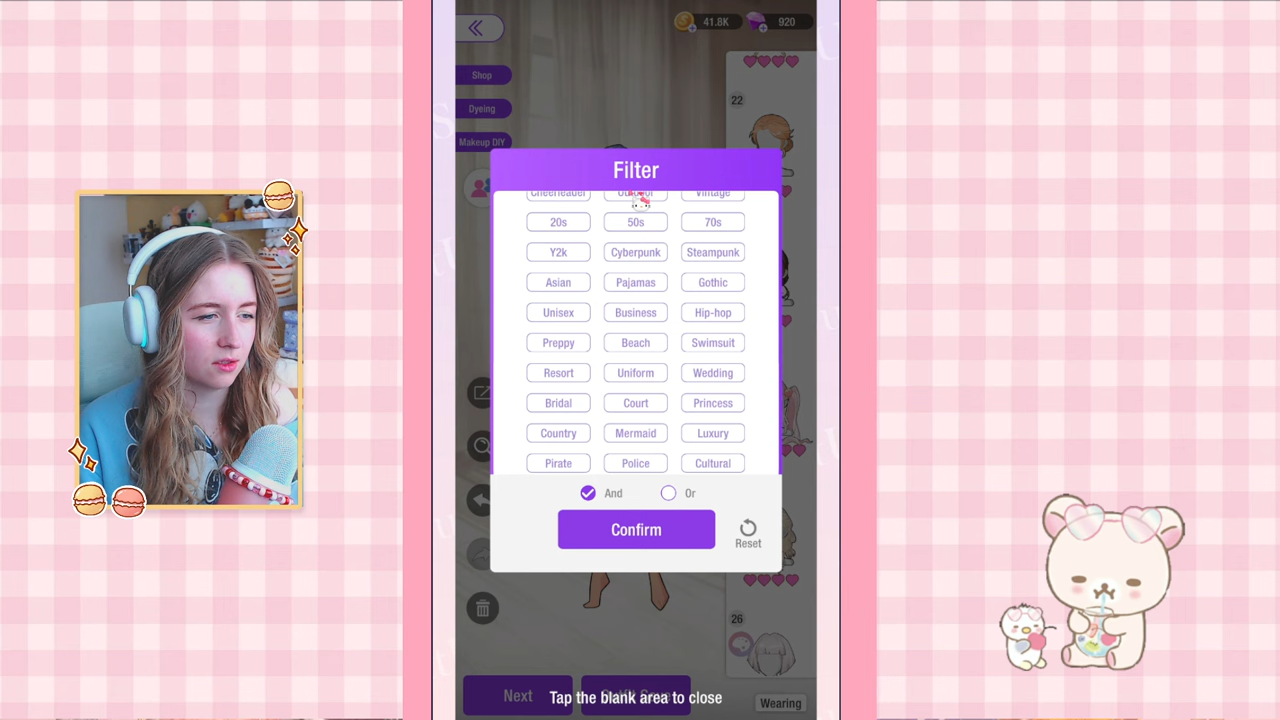 41.8K 920
Shop
Dyeing
Makeup DIY
22
Filter
Cheerleader Outdoor Vintage
20s 50s 70s
Y2k Cyberpunk Steampunk
Asian Pajamas Gothic
Unisex Business Hip-hop
Preppy Beach Swimsuit
Resort Uniform Wedding
Bridal Court Princess
Country Mermaid Luxury
Pirate Police Cultural
And Or
Confirm
Reset
26
Next
Tap the blank area to close
Wearing